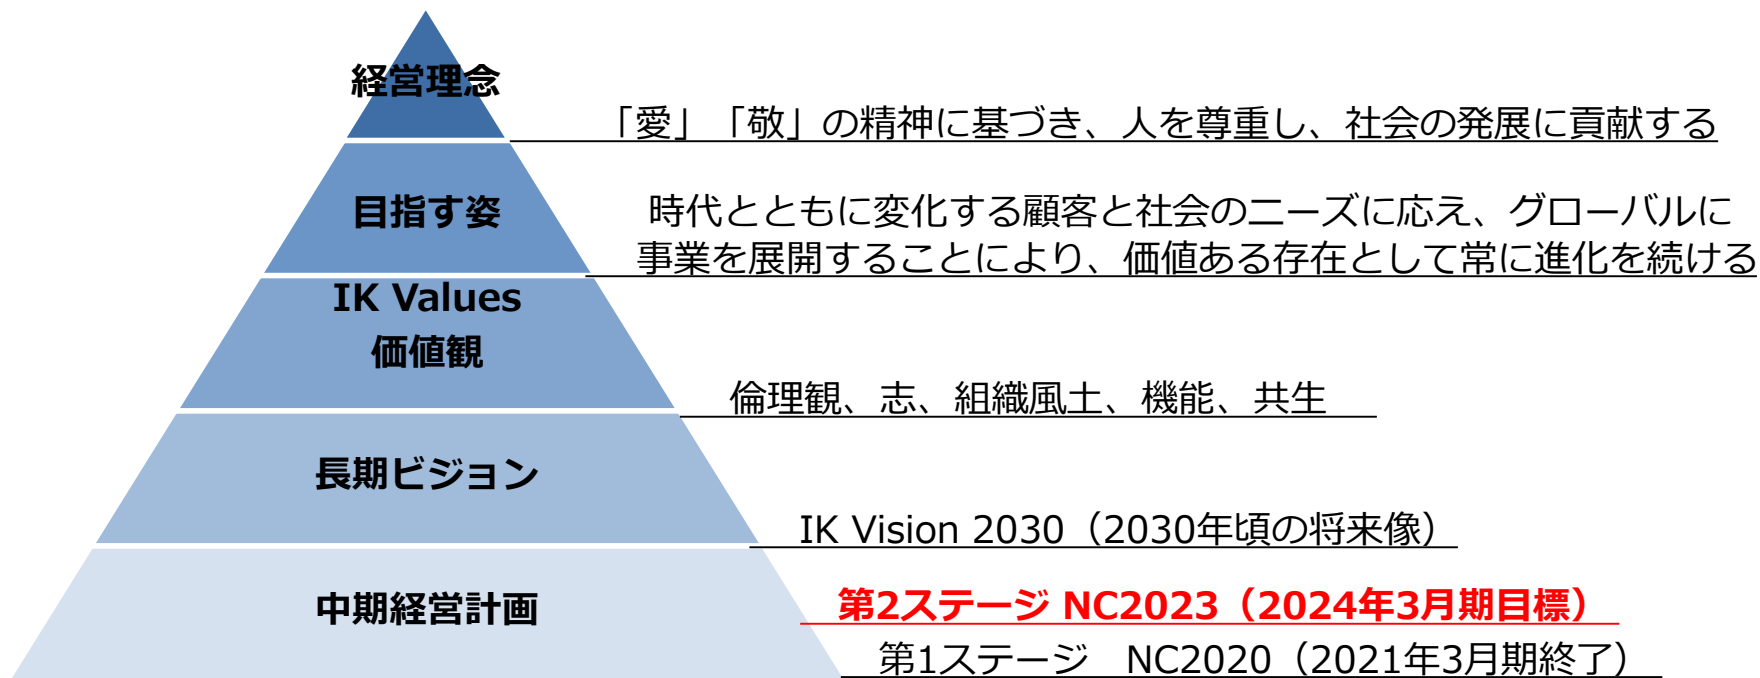 経営理念
「愛」「敬」の精神に基づき、人を尊重し、社会の発展に貢献する
目指す姿
時代とともに変化する顧客と社会のニーズに応え、グローバルに
事業を展開することにより、価値ある存在として常に進化を続ける
IK Values
価値観
倫理観、志、組織風土、機能、共生
長期ビジョン
IK Vision 2030（2030年頃の将来像）
中期経営計画
第2ステージ NC2023（2024年3月期目標）
第1ステージ　NC2020（2021年3月期終了）